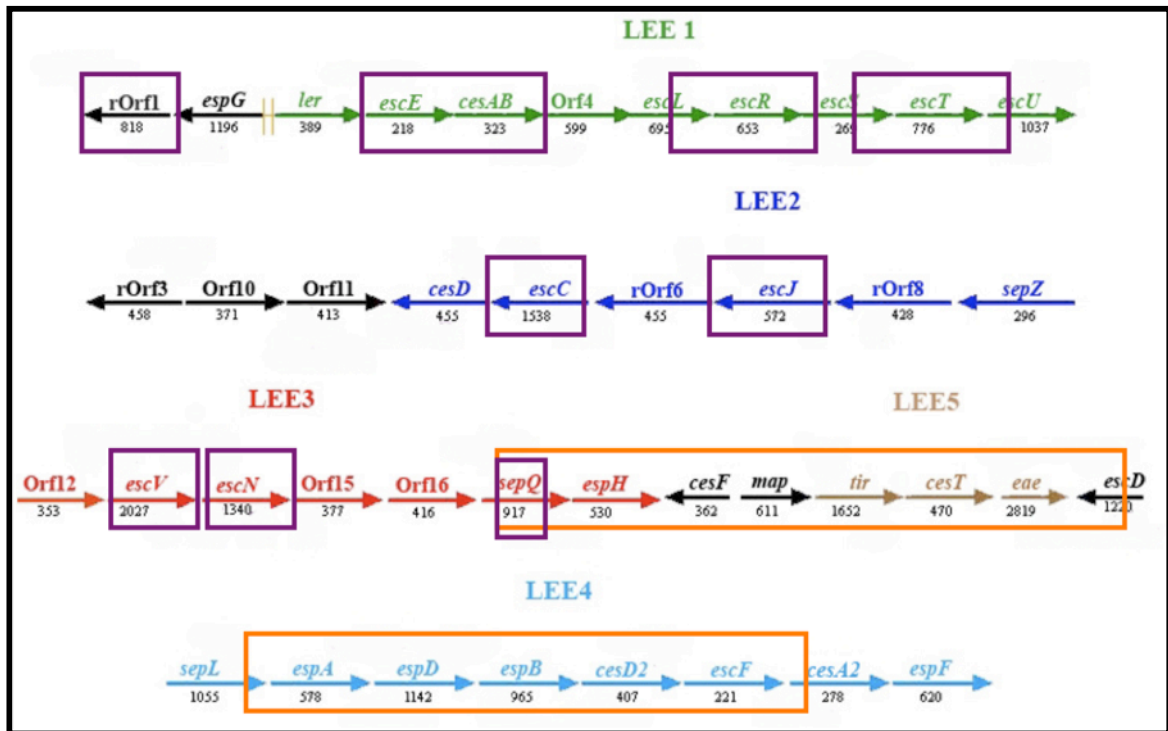 LEE 1
rOrf1 espG ler escE cesAB Orf4 escL escR escS escT escU
818 1196 389 218 323 599 695 653 269 776 1037
LEE2
rOrf3 Orf10 Orf11 cesD escC rOrf6 escJ rOrf8 sepZ
458 371 413 455 1538 455 572 428 296
LEE3 LEE5
Orf12 escV escN Orf15 Orf16 sepQ espH cesF map tir cesT eae escD
353 2027 1340 377 416 917 530 362 611 1652 470 2819 1220
LEE4
sepL espA espD espB cesD2 escF cesA2 espF
1055 578 1142 965 407 221 278 620